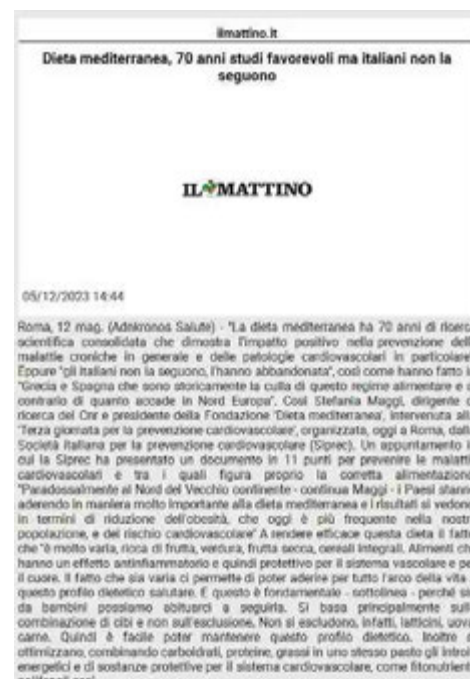 ilmattino.it
Dieta mediterranea, 70 anni studi favorevoli ma italiani non la
seguono
IL MATTINO
05/12/2023 14:44
Roma, 12 mag. (Adnkronos Salute) - "La dieta mediterranea ha 70 anni di ricerca
scientifica consolidata che dimostra l'impatto positivo nella prevenzione delle
malattie croniche in generale e delle patologie cardiovascolari in particolare.
Eppure "gli italiani non la seguono, l'hanno abbandonata", così come hanno fatto in
"Grecia e Spagna che sono storicamente la culla di questo regime alimentare e
contrario di quanto accade in Nord Europa". Così Stefania Maggi, dirigente di
ricerca del Cnr e presidente della Fondazione 'Dieta mediterranea', intervenuta alla
'Terza giornata per la prevenzione cardiovascolare', organizzata, oggi a Roma, dalla
Società italiana per la prevenzione cardiovascolare (Siprec). Un appuntamento in
cui la Siprec ha presentato un documento in 11 punti per prevenire le malattie
cardiovascolari e tra i quali figura proprio la corretta alimentazione.
"Paradossalmente al Nord del Vecchio continente - continua Maggi - i Paesi stanno
aderendo in maniera molto importante alla dieta mediterranea e i risultati si vedono
in termini di riduzione dell'obesità, che oggi è più frequente nella nostra
popolazione, e del rischio cardiovascolare" A rendere efficace questa dieta il fatto
che "è molto varia, ricca di frutta, verdura, frutta secca, cereali integrali. Alimenti che
hanno un effetto antinfiammatorio e quindi protettivo per il sistema vascolare e per
il cuore. Il fatto che sia varia ci permette di poter aderire per tutto l'arco della vita a
questo profilo dietetico salutare. E questo è fondamentale - sottolinea - perché sin
da bambini possiamo abituarci a seguirla. Si basa principalmente sulla
combinazione di cibi e non sull'esclusione. Non si escludono, infatti, latticini, uova,
carne. Quindi è facile poter mantenere questo profilo dietetico. Inoltre
ottimizzano, combinando carboidrati, proteine, grassi in uno stesso pasto gli introiti
energetici e di sostanze protettive per il sistema cardiovascolare, come fitonutrienti